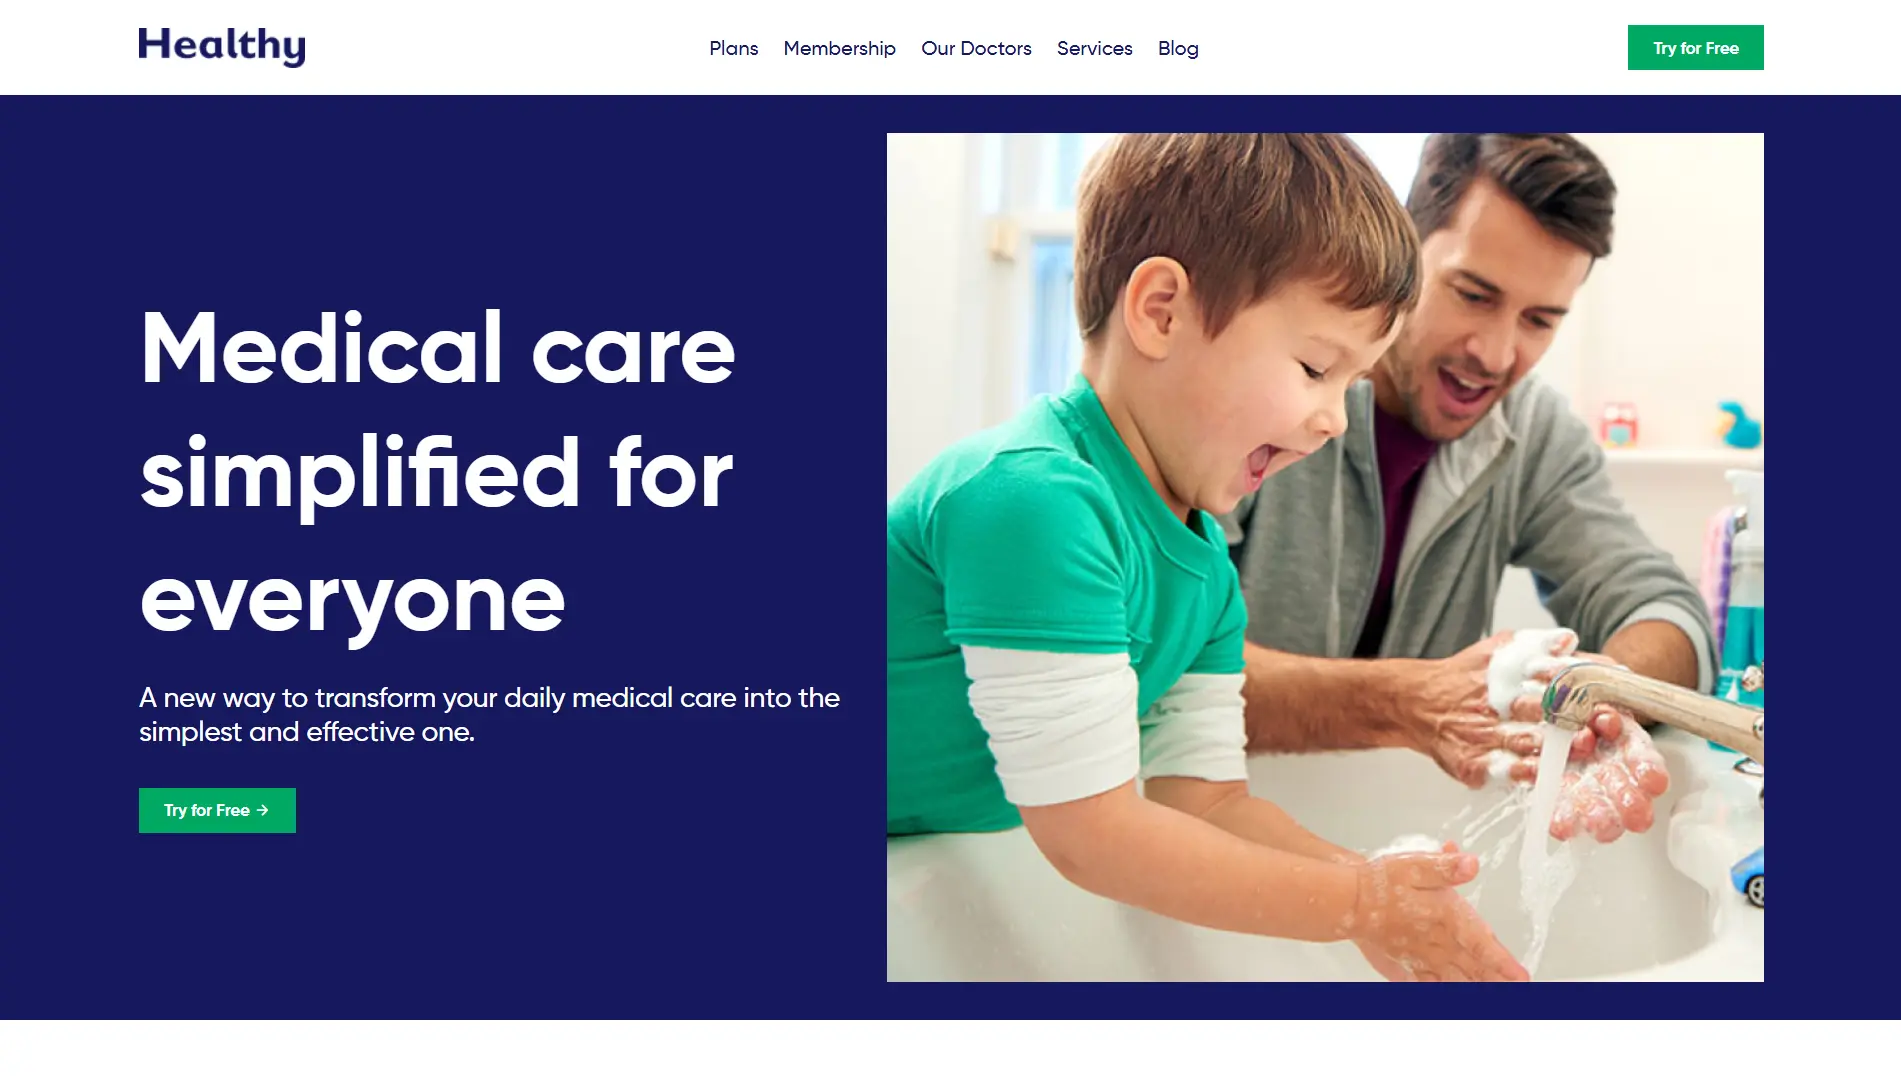 Healthy
Plans
Membership
Our Doctors
Services
Blog
Try for Free
Medical care
simplified for
everyone
A new way to transform your daily medical care into the
simplest and effective one.
Try for Free →